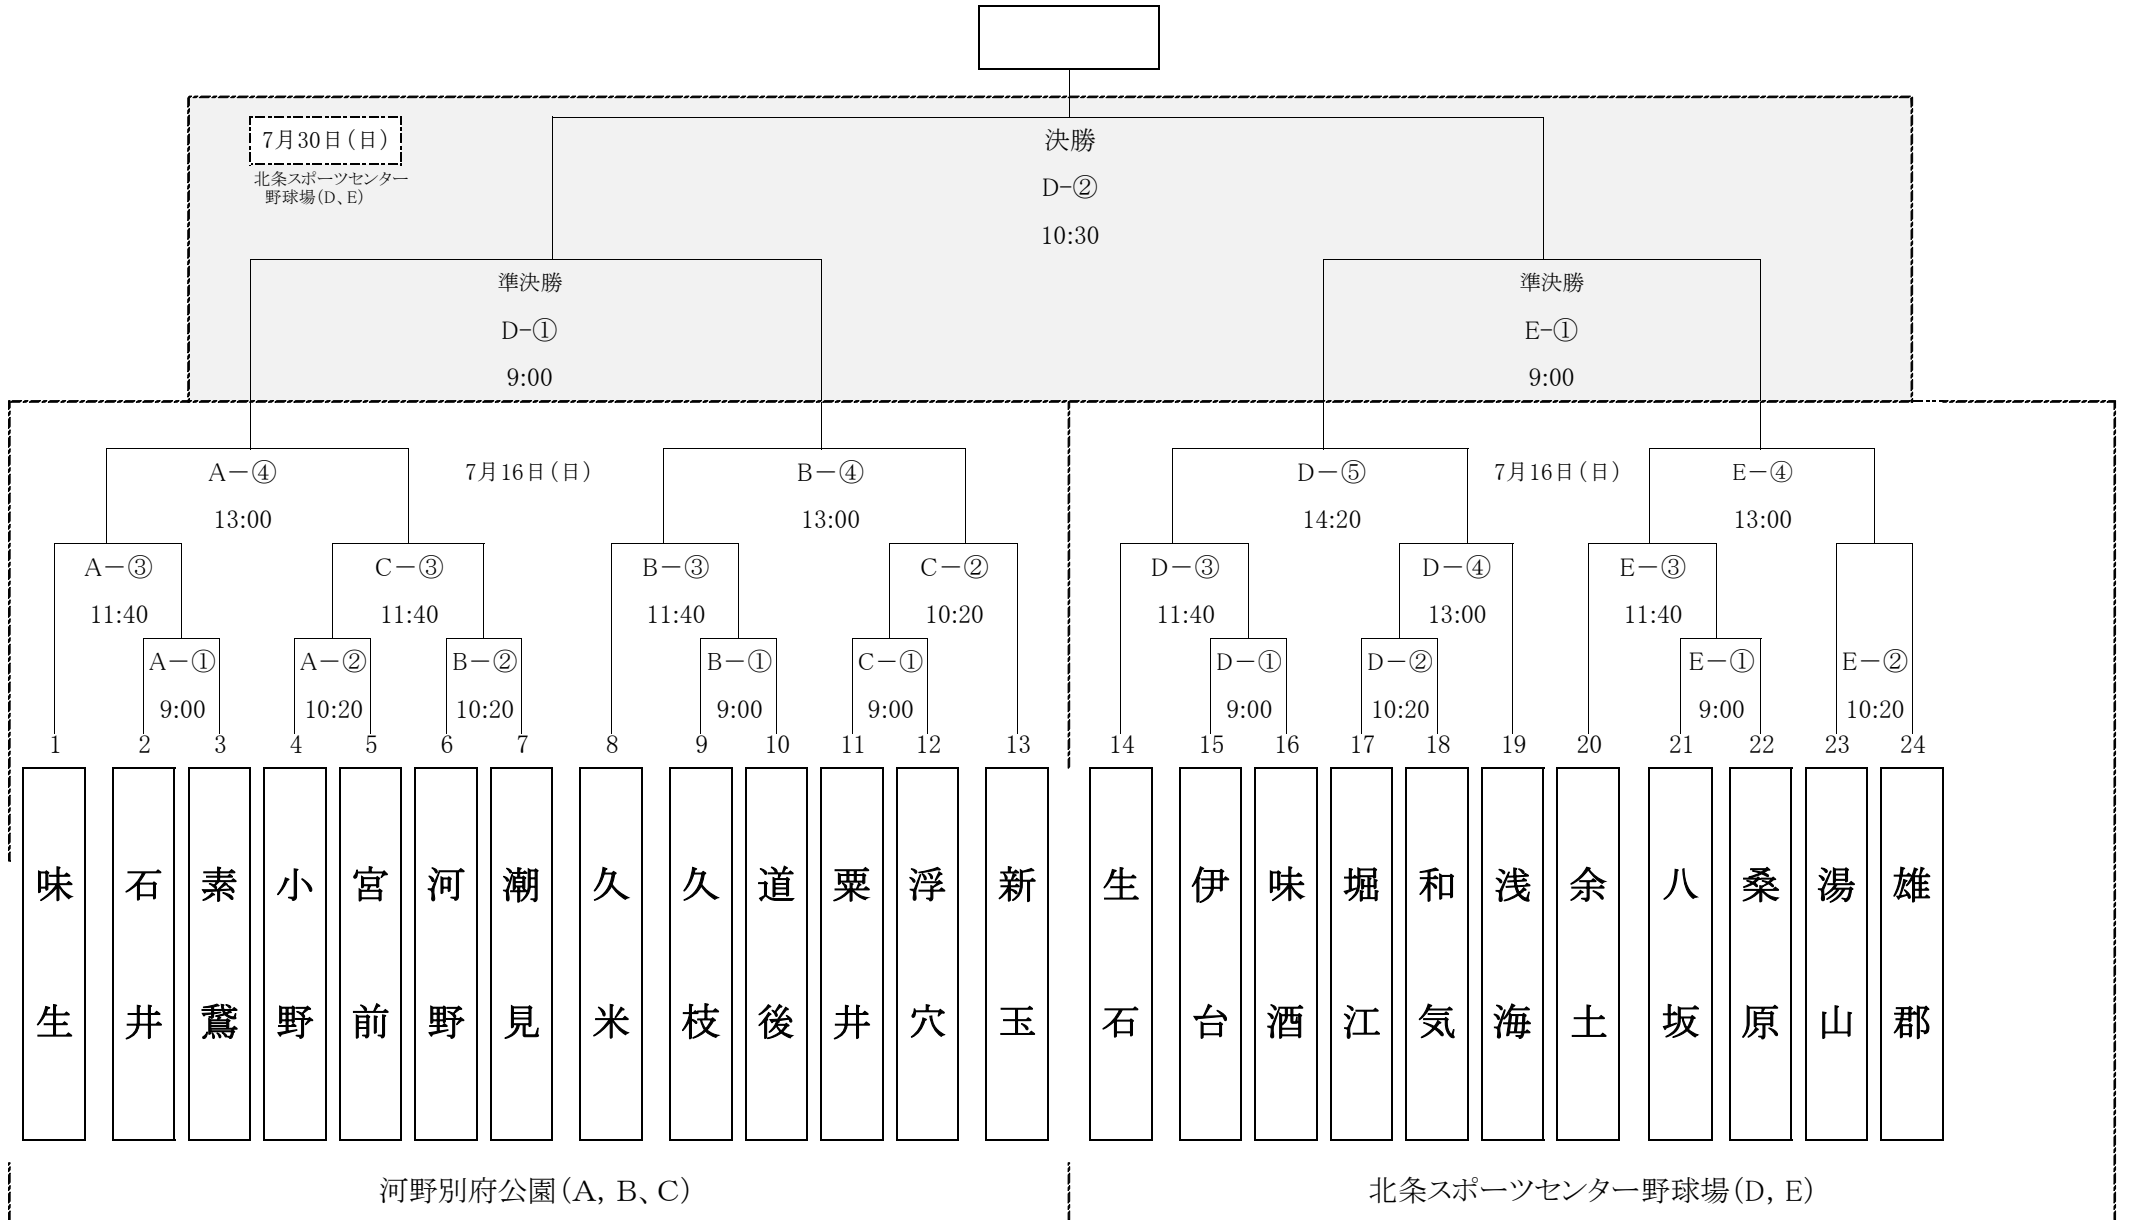 7月30日（日）
北条スポーツセンター
野球場（D、E）
決勝
D-②
10:30
準決勝
D-①
9:00
準決勝
E-①
9:00
A－④
13:00
7月16日（日）
B－④
13:00
D－⑤
14:20
7月16日（日）
E－④
13:00
A－③
11:40
C－③
11:40
B－③
11:40
C－②
10:20
D－③
11:40
D－④
13:00
E－③
11:40
A－①
9:00
A－②
10:20
B－②
10:20
B－①
9:00
C－①
9:00
D－①
9:00
D－②
10:20
E－①
9:00
E－②
10:20
1 2 3 4 5 6 7 8 9 10 11 12 13 14 15 16 17 18 19 20 21 22 23 24
味生
石井
素鵞
小野
宮前
河野
潮見
久米
久枝
道後
粟井
浮穴
新玉
生石
伊台
味酒
堀江
和気
浅海
余土
八坂
桑原
湯山
雄郡
河野別府公園（A, B、C）
北条スポーツセンター野球場（D, E）